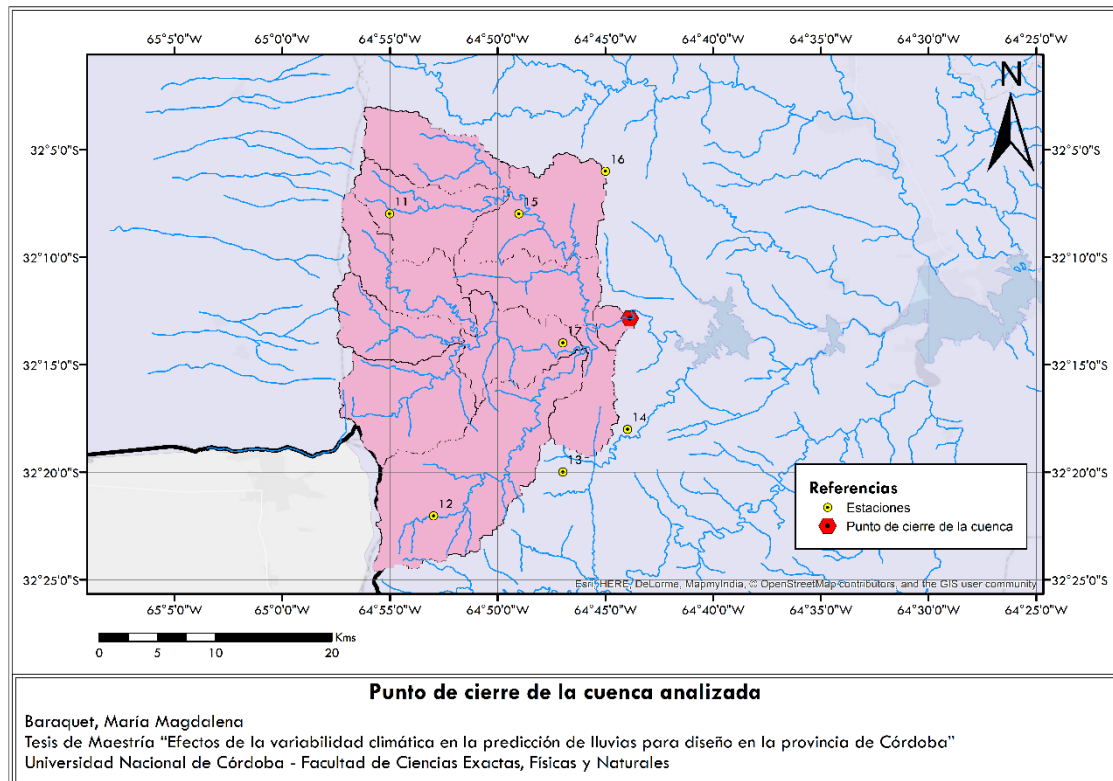 65°5'0"W 65°0'0"W 64°55'0"W 64°50'0"W 64°45'0"W 64°40'0"W 64°35'0"W 64°30'0"W 64°25'0"W
N
32°5'0"S 32°5'0"S
16
11 15
32°10'0"S 32°10'0"S
17
32°15'0"S 32°15'0"S
14
13
32°20'0"S 32°20'0"S
12
Referencias
Estaciones
Punto de cierre de la cuenca
32°25'0"S 32°25'0"S
Esri, HERE, DeLorme, MapmyIndia, © OpenStreetMap contributors, and the GIS user community
65°5'0"W 65°0'0"W 64°55'0"W 64°50'0"W 64°45'0"W 64°40'0"W 64°35'0"W 64°30'0"W 64°25'0"W
Kms
0 5 10 20
Punto de cierre de la cuenca analizada
Baraquet, María Magdalena
Tesis de Maestría "Efectos de la variabilidad climática en la predicción de lluvias para diseño en la provincia de Córdoba"
Universidad Nacional de Córdoba - Facultad de Ciencias Exactas, Físicas y Naturales